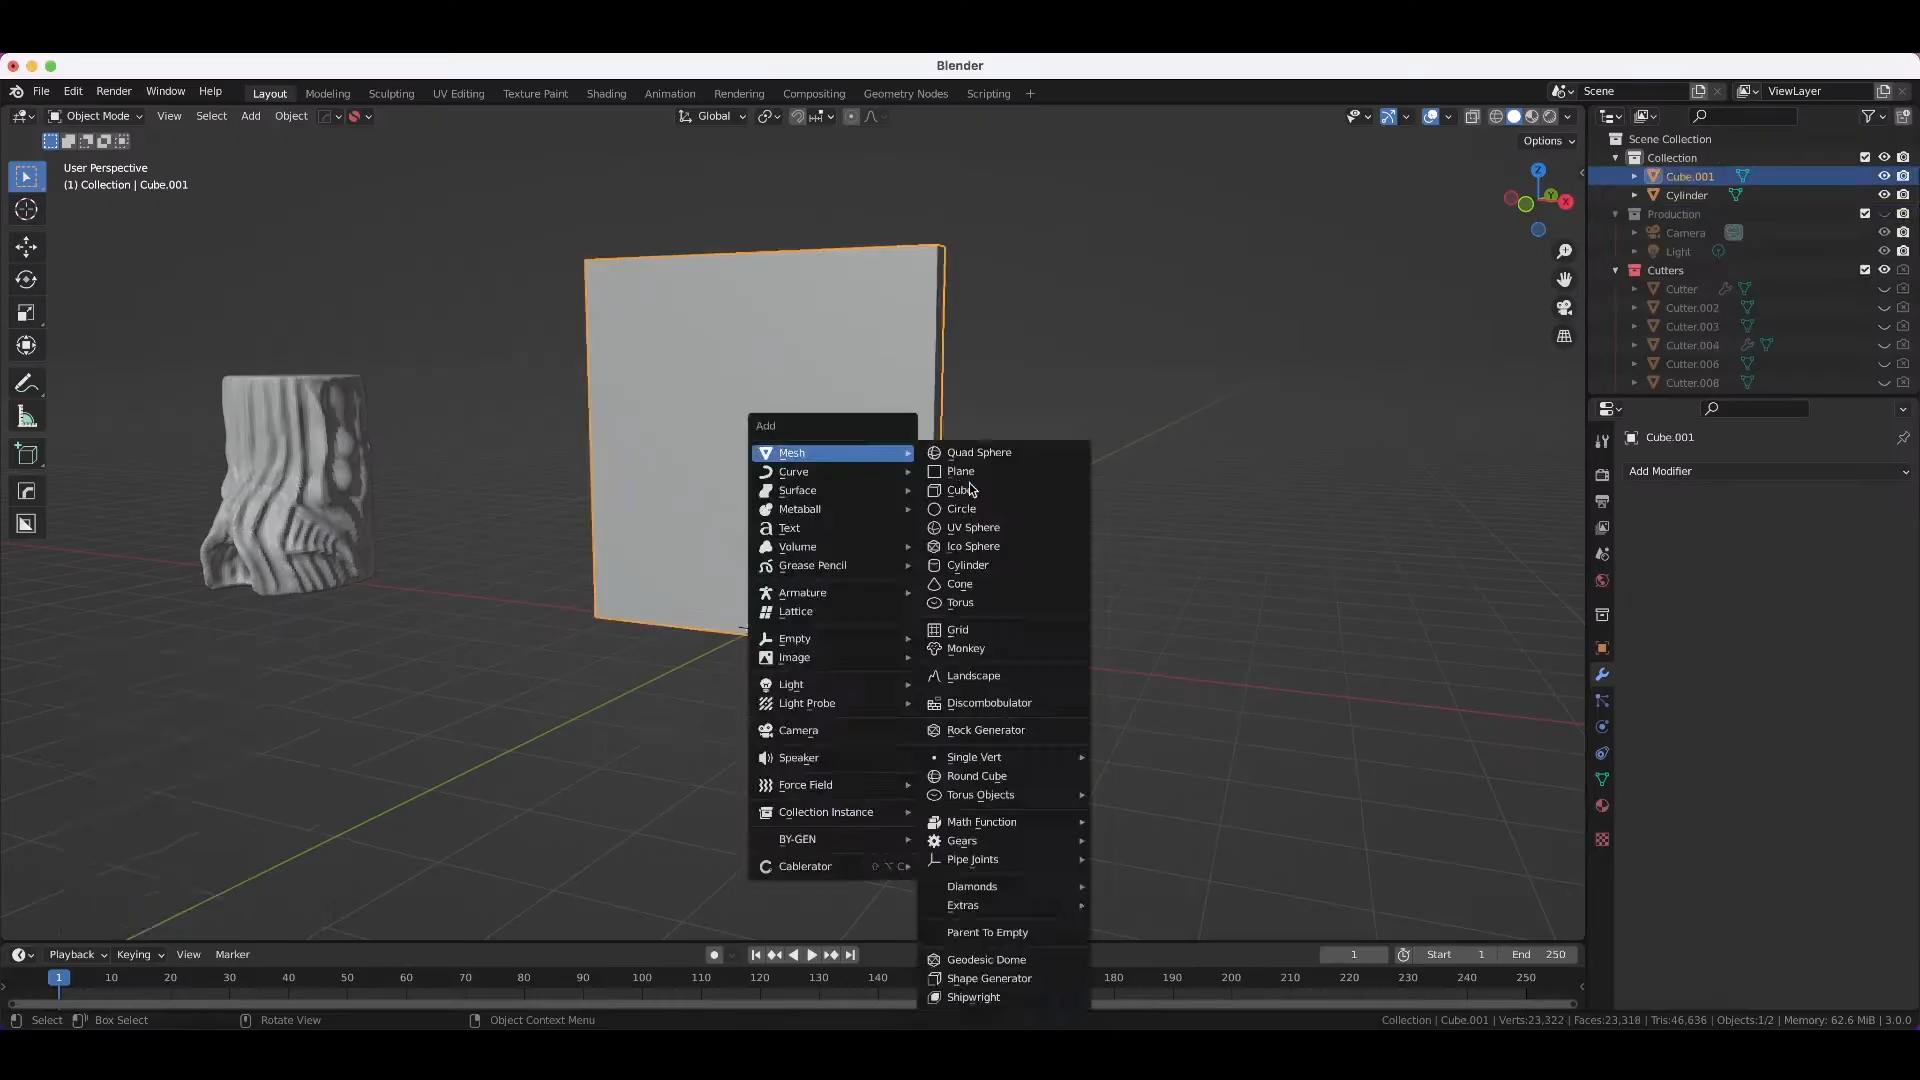 Blender
File Edit Render Window Help Layout Modeling Sculpting UV Editing Texture Paint Shading Animation Rendering Compositing Geometry Nodes Scripting + Scene ViewLayer
Object Mode View Select Add Object Global
Options
User Perspective
(1) Collection | Cube.001
Z
Y
X
Scene Collection
Collection
Cube.001
Cylinder
Production
Camera
Light
Cutters
Cutter
Cutter.002
Cutter.003
Cutter.004
Cutter.006
Cutter.008
Cube.001
Add Modifier
Add
Mesh
Curve
Surface
Metaball
Text
Volume
Grease Pencil
Armature
Lattice
Empty
Image
Light
Light Probe
Camera
Speaker
Force Field
Collection Instance
BY-GEN
Cablerator ⇧ ⌥ C
Quad Sphere
Plane
Cube
Circle
UV Sphere
Ico Sphere
Cylinder
Cone
Torus
Grid
Monkey
Landscape
Discombobulator
Rock Generator
Single Vert
Round Cube
Torus Objects
Math Function
Gears
Pipe Joints
Diamonds
Extras
Parent To Empty
Geodesic Dome
Shape Generator
Shipwright
Playback Keying View Marker 1 Start 1 End 250
1 10 20 30 40 50 60 70 80 90 100 110 120 130 140 180 190 200 210 220 230 240 250
Select Box Select Rotate View Object Context Menu Collection | Cube.001 | Verts:23,322 | Faces:23,318 | Tris:46,636 | Objects:1/2 | Memory: 62.6 MiB | 3.0.0